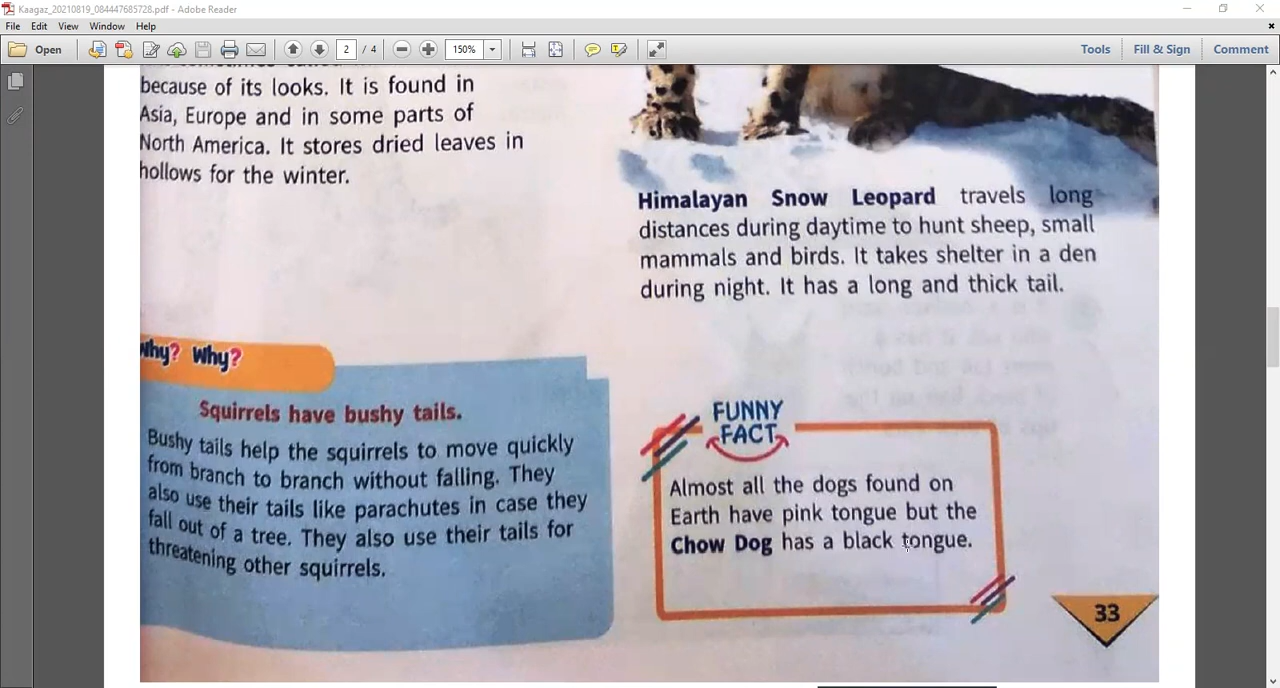 Kaagaz_20210819_084447685728.pdf - Adobe Reader
File Edit View Window Help
Open 2 / 4 150% Tools Fill & Sign Comment
because of its looks. It is found in
Asia, Europe and in some parts of
North America. It stores dried leaves in
hollows for the winter.
Himalayan Snow Leopard travels long
distances during daytime to hunt sheep, small
mammals and birds. It takes shelter in a den
during night. It has a long and thick tail.
Why? Why?
Squirrels have bushy tails.
Bushy tails help the squirrels to move quickly
from branch to branch without falling. They
also use their tails like parachutes in case they
fall out of a tree. They also use their tails for
threatening other squirrels.
FUNNY
FACT
Almost all the dogs found on
Earth have pink tongue but the
Chow Dog has a black tongue.
33